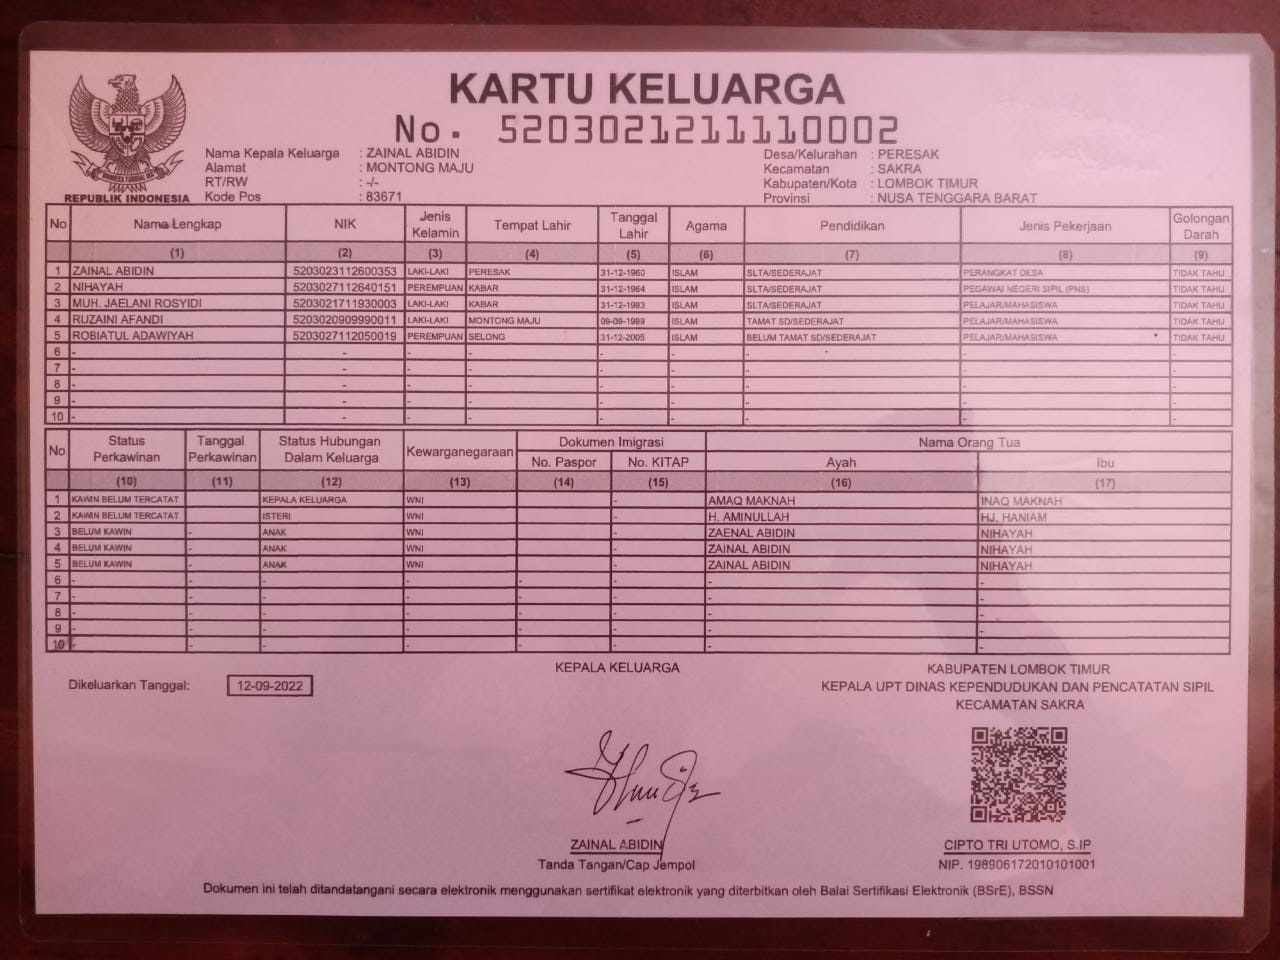 KARTU KELUARGA
No. 5203021211110002
REPUBLIK INDONESIA
Nama Kepala Keluarga : ZAINAL ABIDIN
Alamat : MONTONG MAJU
RT/RW : -/-
Kode Pos : 83671
Desa/Kelurahan : PERESAK
Kecamatan : SAKRA
Kabupaten/Kota : LOMBOK TIMUR
Provinsi : NUSA TENGGARA BARAT
No Nama Lengkap NIK Jenis Kelamin Tempat Lahir Tanggal Lahir Agama Pendidikan Jenis Pekerjaan Golongan Darah
(1) (2) (3) (4) (5) (6) (7) (8) (9)
1 ZAINAL ABIDIN 5203023112600353 LAKI-LAKI PERESAK 31-12-1960 ISLAM SLTA/SEDERAJAT PERANGKAT DESA TIDAK TAHU
2 NIHAYAH 5203027112640151 PEREMPUAN KABAR 31-12-1964 ISLAM SLTA/SEDERAJAT PEGAWAI NEGERI SIPIL (PNS) TIDAK TAHU
3 MUH. JAELANI ROSYIDI 5203021711930003 LAKI-LAKI KABAR 31-12-1993 ISLAM SLTA/SEDERAJAT PELAJAR/MAHASISWA TIDAK TAHU
4 RUZAINI AFANDI 5203020909990011 LAKI-LAKI MONTONG MAJU 09-09-1999 ISLAM TAMAT SD/SEDERAJAT PELAJAR/MAHASISWA TIDAK TAHU
5 ROBIATUL ADAWIYAH 5203027112050019 PEREMPUAN SELONG 31-12-2005 ISLAM BELUM TAMAT SD/SEDERAJAT PELAJAR/MAHASISWA TIDAK TAHU
6 - - - - - - - - -
7 - - - - - - - - -
8 - - - - - - - - -
9 - - - - - - - - -
10 - - - - - - - - -
No Status Perkawinan Tanggal Perkawinan Status Hubungan Dalam Keluarga Kewarganegaraan Dokumen Imigrasi Nama Orang Tua
No. Paspor No. KITAP Ayah Ibu
(10) (11) (12) (13) (14) (15) (16) (17)
1 KAWIN BELUM TERCATAT KEPALA KELUARGA WNI - AMAQ MAKNAH INAQ MAKNAH
2 KAWIN BELUM TERCATAT ISTERI WNI - H. AMINULLAH HJ. HANIAM
3 BELUM KAWIN - ANAK WNI - ZAENAL ABIDIN NIHAYAH
4 BELUM KAWIN - ANAK WNI - ZAINAL ABIDIN NIHAYAH
5 BELUM KAWIN - ANAK WNI - ZAINAL ABIDIN NIHAYAH
6 - - - - - - - -
7 - - - - - - - -
8 - - - - - - - -
9 - - - - - - - -
10 - - - - - - - -
Dikeluarkan Tanggal: 12-09-2022
KEPALA KELUARGA
ZAINAL ABIDIN
Tanda Tangan/Cap Jempol
KABUPATEN LOMBOK TIMUR
KEPALA UPT DINAS KEPENDUDUKAN DAN PENCATATAN SIPIL
KECAMATAN SAKRA
CIPTO TRI UTOMO, S.IP
NIP. 198906172010101001
Dokumen ini telah ditandatangani secara elektronik menggunakan sertifikat elektronik yang diterbitkan oleh Balai Sertifikasi Elektronik (BSrE), BSSN